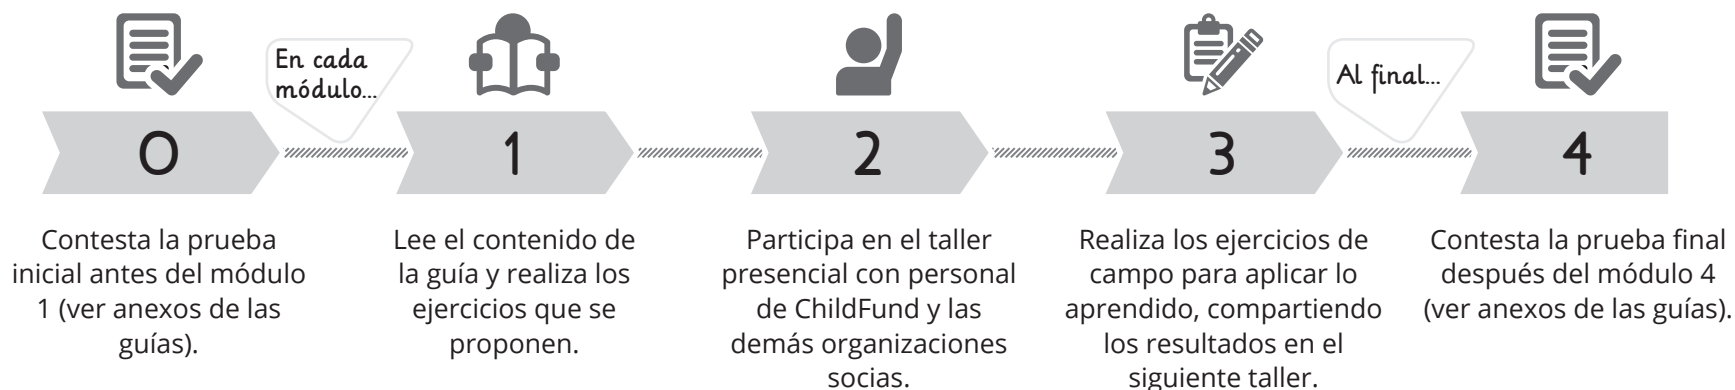 En cada
módulo...
Al final...
0
1
2
3
4
Contesta la prueba
inicial antes del módulo
1 (ver anexos de las
guías).
Lee el contenido de
la guía y realiza los
ejercicios que se
proponen.
Participa en el taller
presencial con personal
de ChildFund y las
demás organizaciones
socias.
Realiza los ejercicios de
campo para aplicar lo
aprendido, compartiendo
los resultados en el
siguiente taller.
Contesta la prueba final
después del módulo 4
(ver anexos de las guías).